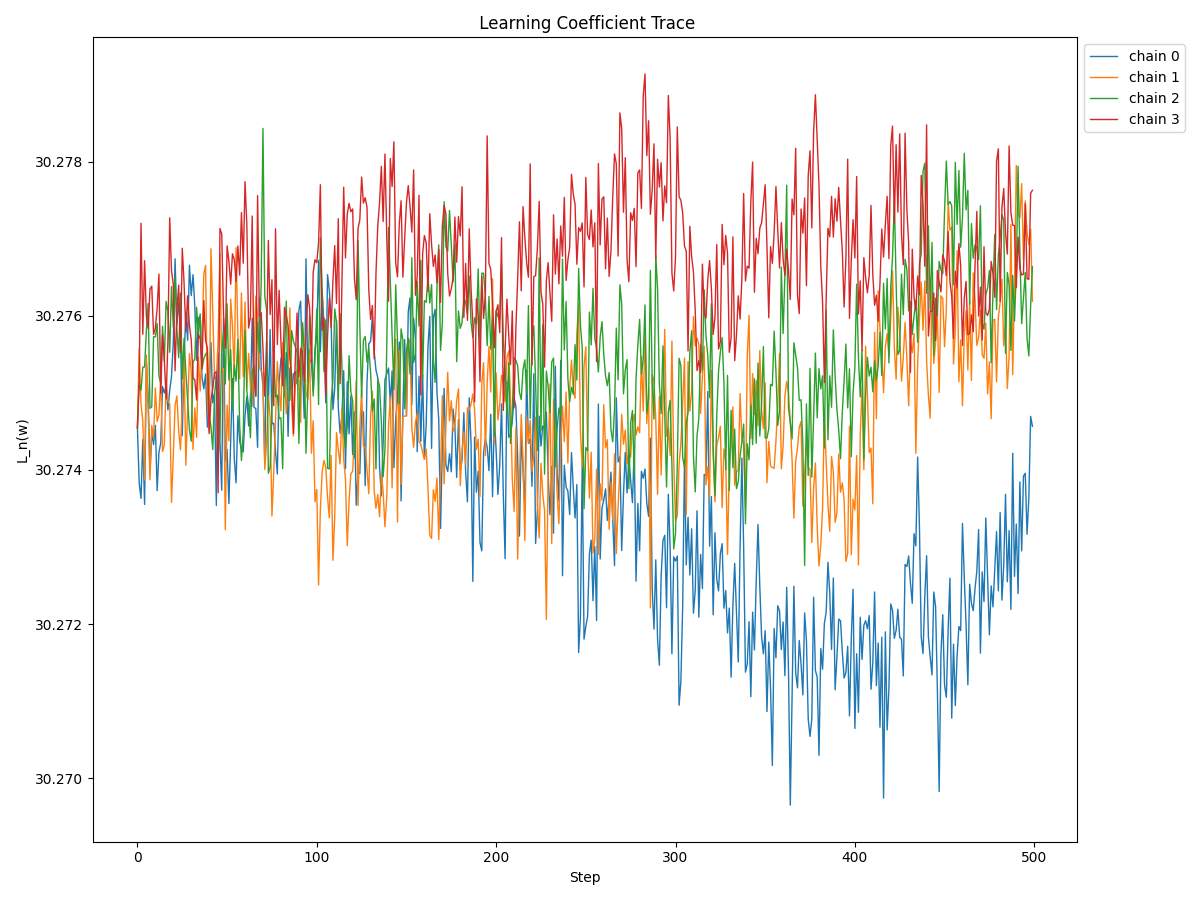 Learning Coefficient Trace
chain 0
chain 1
chain 2
chain 3
L_n(w)
30.278
30.276
30.274
30.272
30.270
0 100 200 300 400 500
Step